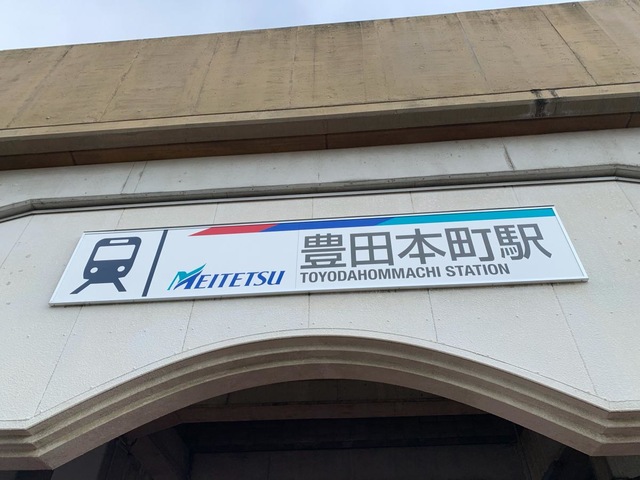 MEITETSU
豊田本町駅
TOYODAHOMMACHI STATION